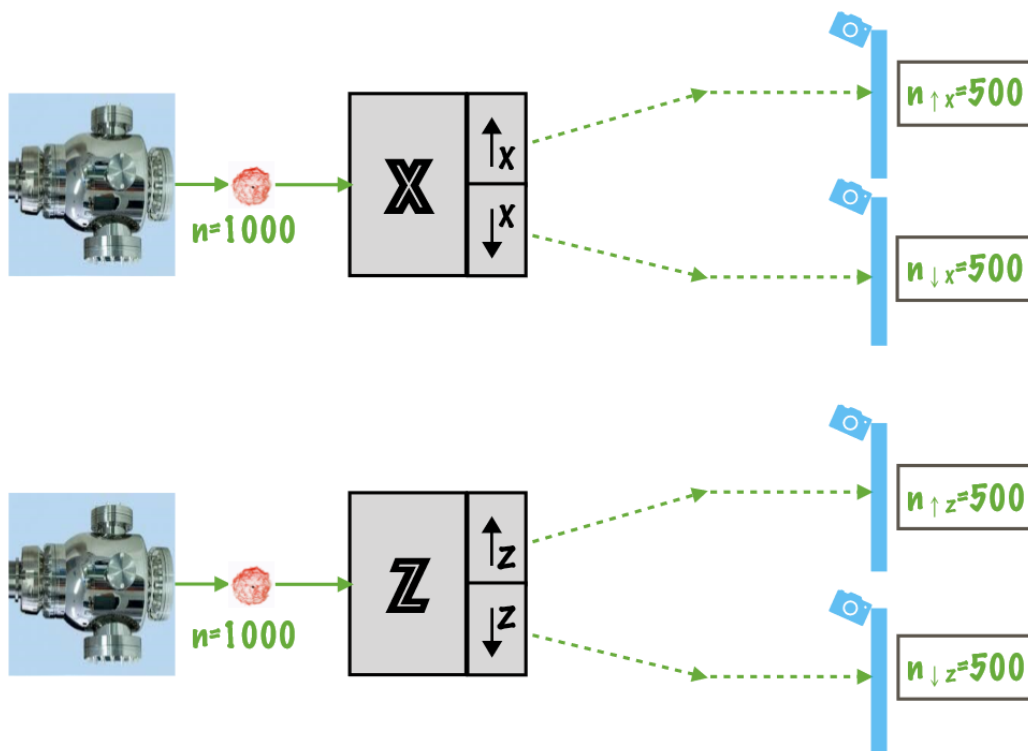 n ↑ x=500
X
↑x
n=1000
↓x
n ↓ x=500
n ↑ z=500
Z
↑z
n=1000
↓z
n ↓ z=500